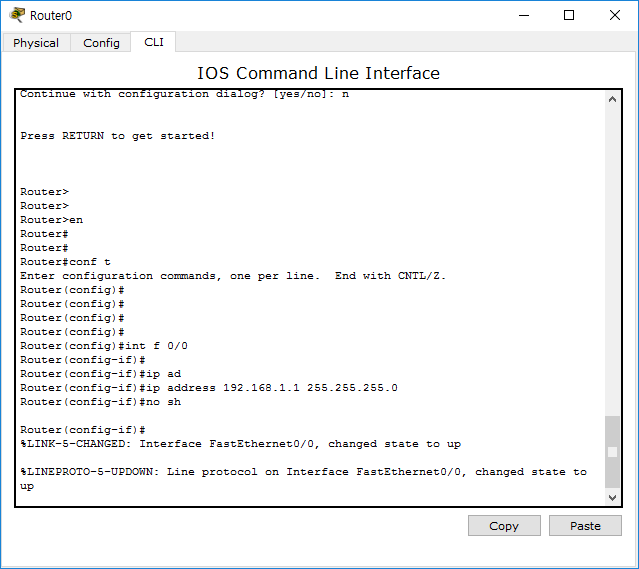 Router0
Physical Config CLI
IOS Command Line Interface
Continue with configuration dialog? [yes/no]: n
Press RETURN to get started!
Router>
Router>
Router>en
Router#
Router#
Router#conf t
Enter configuration commands, one per line.  End with CNTL/Z.
Router(config)#
Router(config)#
Router(config)#
Router(config)#
Router(config)#int f 0/0
Router(config-if)#
Router(config-if)#ip ad
Router(config-if)#ip address 192.168.1.1 255.255.255.0
Router(config-if)#no sh
Router(config-if)#
%LINK-5-CHANGED: Interface FastEthernet0/0, changed state to up
%LINEPROTO-5-UPDOWN: Line protocol on Interface FastEthernet0/0, changed state to
up
Copy Paste